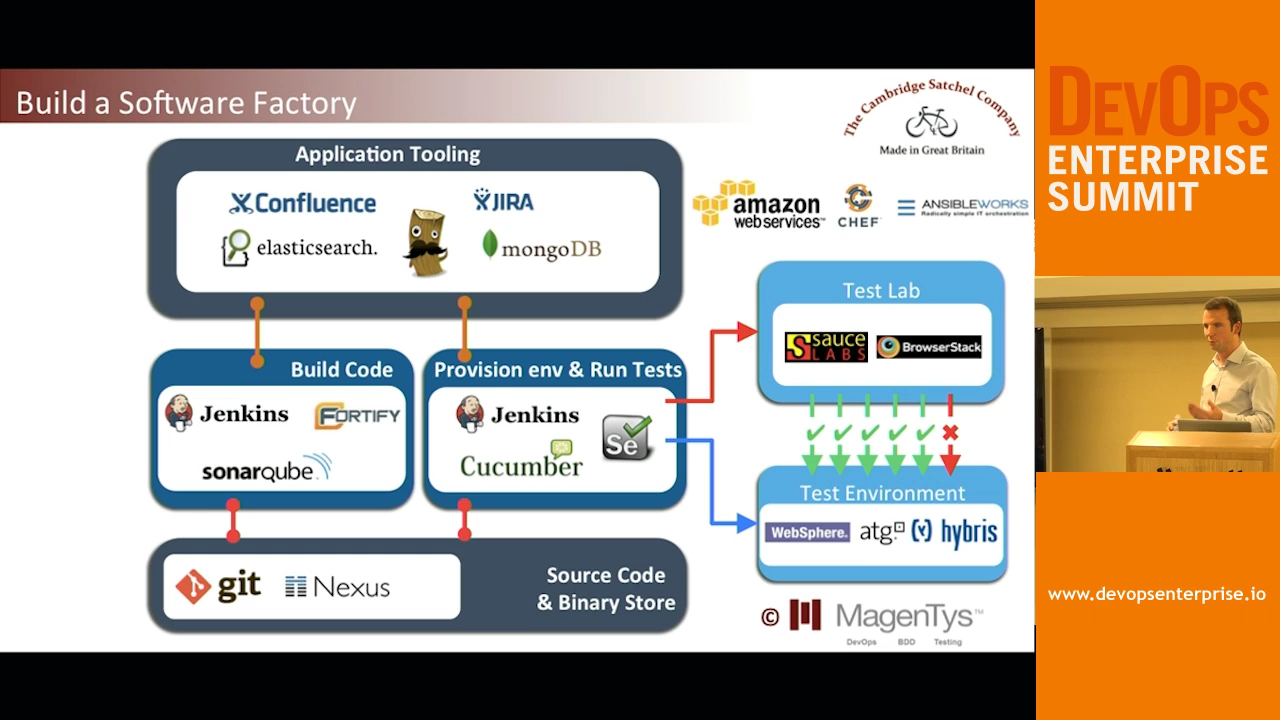 Build a Software Factory
The Cambridge Satchel Company
Made in Great Britain
Application Tooling
Confluence
JIRA
elasticsearch.
mongoDB
amazon
webservices™
CHEF™
ANSIBLEWORKS
Radically simple IT orchestration
Test Lab
SAUCE
LABS
BrowserStack
Build Code
Jenkins
FORTIFY
sonarqube
Provision env & Run Tests
Jenkins
Se
Cucumber
Test Environment
WebSphere.
atg
(v) hybris
git
Nexus
Source Code
& Binary Store
© MagenTys™
DevOps BDD Testing
DEVOPS
ENTERPRISE
SUMMIT
www.devopsenterprise.io